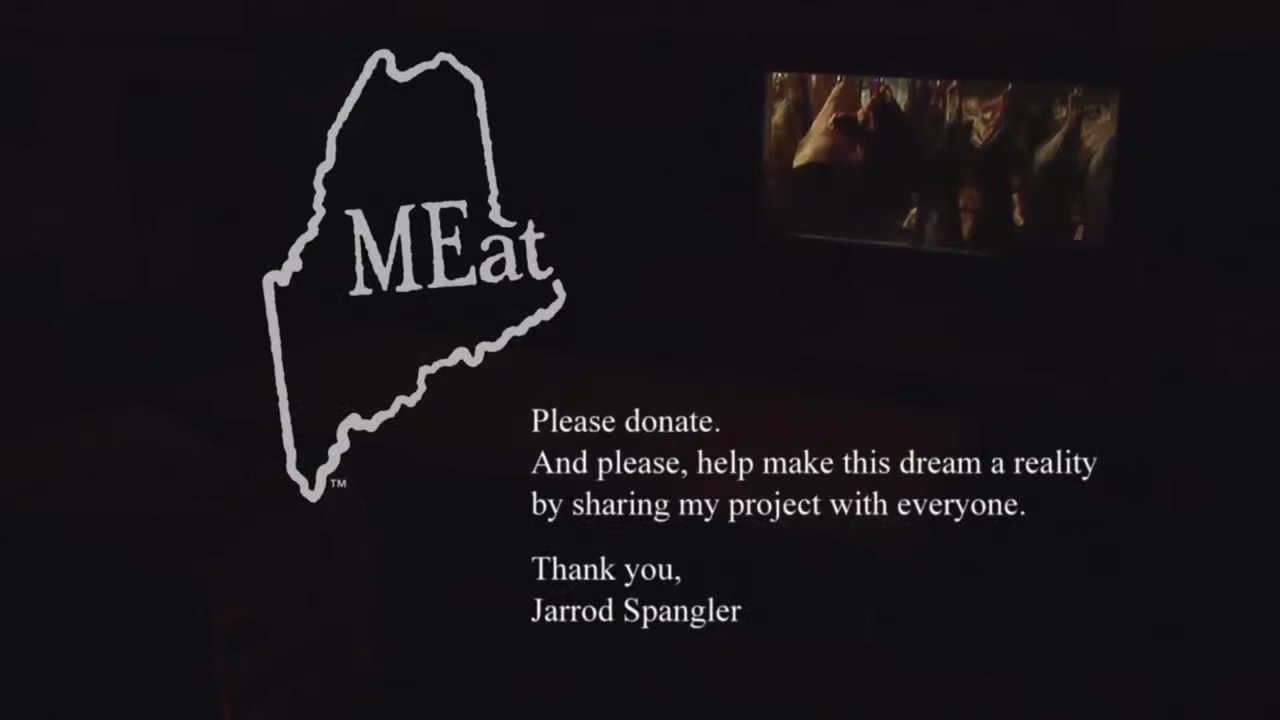 MEat
™
Please donate.
And please, help make this dream a reality
by sharing my project with everyone.
Thank you,
Jarrod Spangler